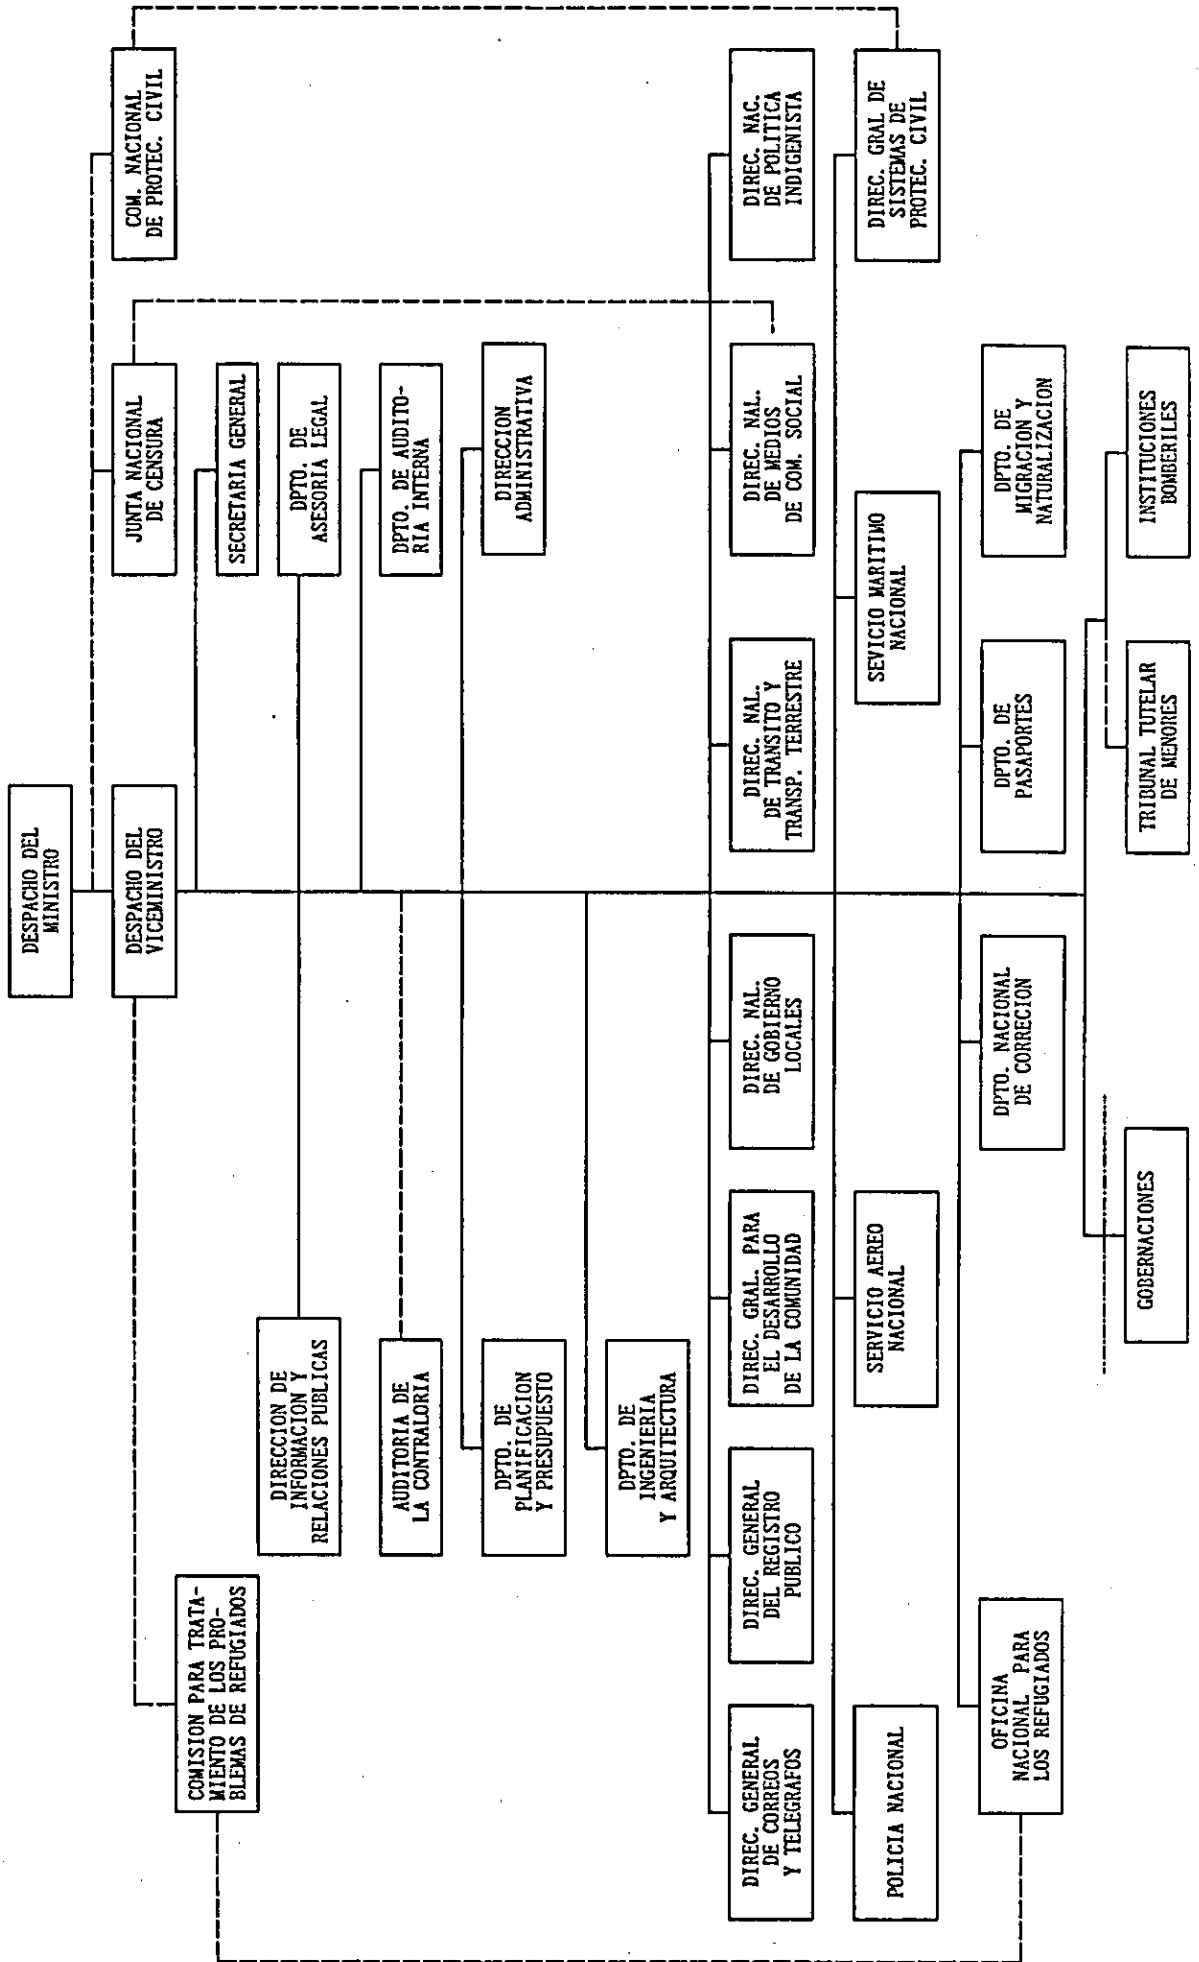 DESPACHO DEL
MINISTRO
DESPACHO DEL
VICEMINISTRO
JUNTA NACIONAL
DE CENSURA
COM. NACIONAL
DE PROTEC. CIVIL
COMISION PARA TRATA-
MIENTO DE LOS PRO-
BLEMAS DE REFUGIADOS
SECRETARIA GENERAL
DIRECCION DE
INFORMACION Y
RELACIONES PUBLICAS
DPTO. DE
ASESORIA LEGAL
AUDITORIA DE
LA CONTRALORIA
DPTO. DE AUDITO-
RIA INTERNA
DPTO. DE
PLANIFICACION
Y PRESUPUESTO
DIRECCION
ADMINISTRATIVA
DPTO. DE
INGENIERIA
Y ARQUITECTURA
DIREC. GENERAL
DE CORREOS
Y TELEGRAFOS
DIREC. GENERAL
DEL REGISTRO
PUBLICO
DIREC. GRAL. PARA
EL DESARROLLO
DE LA COMUNIDAD
DIREC. NAL.
DE GOBIERNO
LOCALES
DIREC. NAL.
DE TRANSITO Y
TRANSP. TERRESTRE
DIREC. NAL.
DE MEDIOS
DE COM. SOCIAL
DIREC. NAC.
DE POLITICA
INDIGENISTA
POLICIA NACIONAL
SERVICIO AEREO
NACIONAL
SEVICIO MARITIMO
NACIONAL
DIREC. GRAL DE
SISTEMAS DE
PROTEC. CIVIL
OFICINA
NACIONAL PARA
LOS REFUGIADOS
DPTO. NACIONAL
DE CORRECION
DPTO. DE
PASAPORTES
DPTO. DE
MIGRACION Y
NATURALIZACION
GOBERNACIONES
TRIBUNAL TUTELAR
DE MENORES
INSTITUCIONES
BOMBERILES